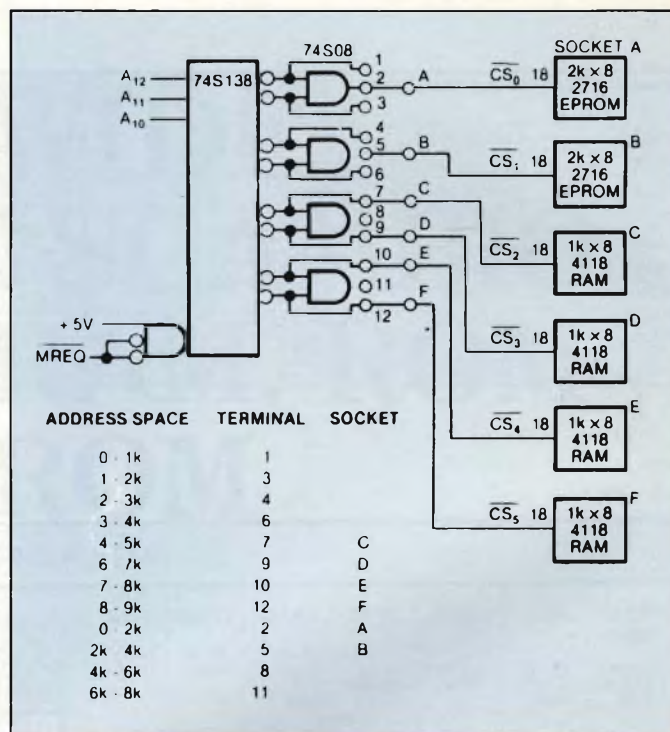 74S08
SOCKET A
A12
A11
A10
74S138
1
2
3
A
CS0 18
2k × 8
2716
EPROM
4
5
6
B
CS1 18
B
2k × 8
2716
EPROM
7
8
9
C
D
CS2 18
C
1k × 8
4118
RAM
10
11
12
E
F
CS3 18
D
1k × 8
4118
RAM
+ 5V
MREQ
CS4 18
E
1k × 8
4118
RAM
CS5 18
F
1k × 8
4118
RAM
ADDRESS SPACE TERMINAL SOCKET
0 - 1k 1
1 - 2k 3
2 - 3k 4
3 - 4k 6
4 - 5k 7 C
6 - 7k 9 D
7 - 8k 10 E
8 - 9k 12 F
0 - 2k 2 A
2k - 4k 5 B
4k - 6k 8
6k - 8k 11